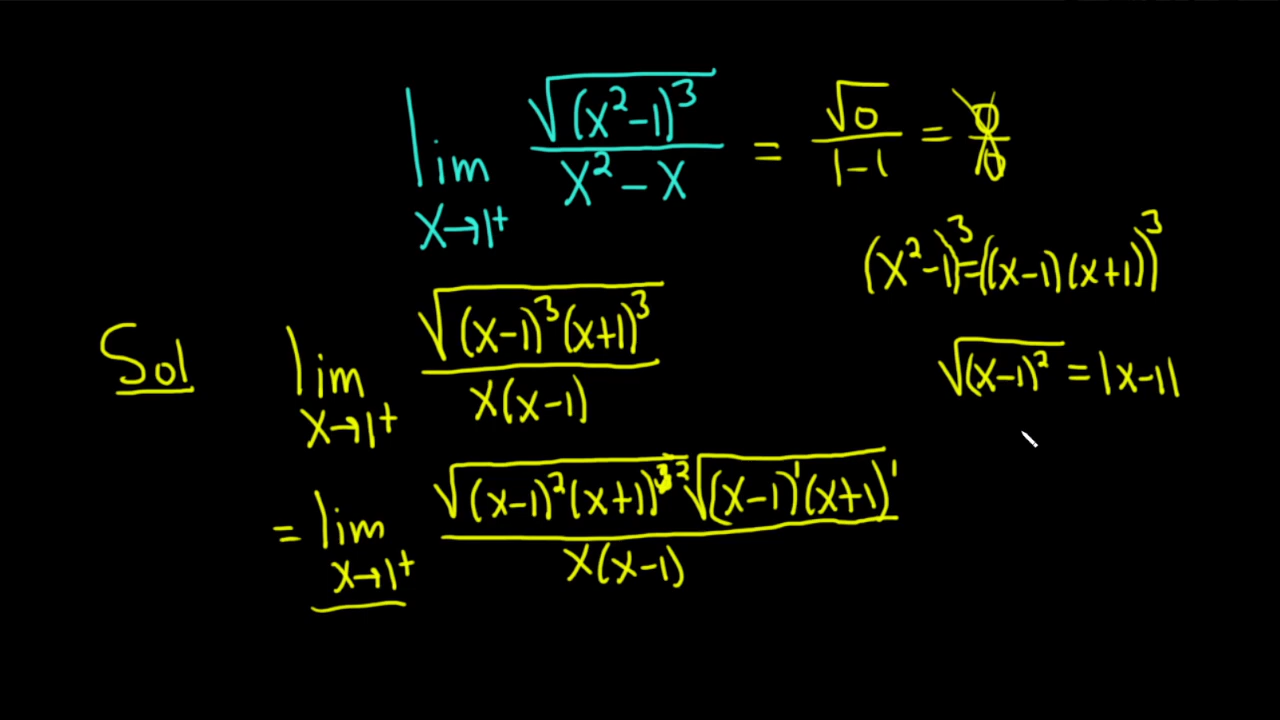 lim x→1⁺ √((x²-1)³) / (x²-x) = √0 / (1-1) = 0/0
(x²-1)³=((x-1)(x+1))³
Sol lim x→1⁺ √((x-1)³(x+1)³) / (x(x-1))
√((x-1)²) = |x-1|
= lim x→1⁺ √((x-1)²(x+1)²) √((x-1)¹(x+1)¹) / (x(x-1))